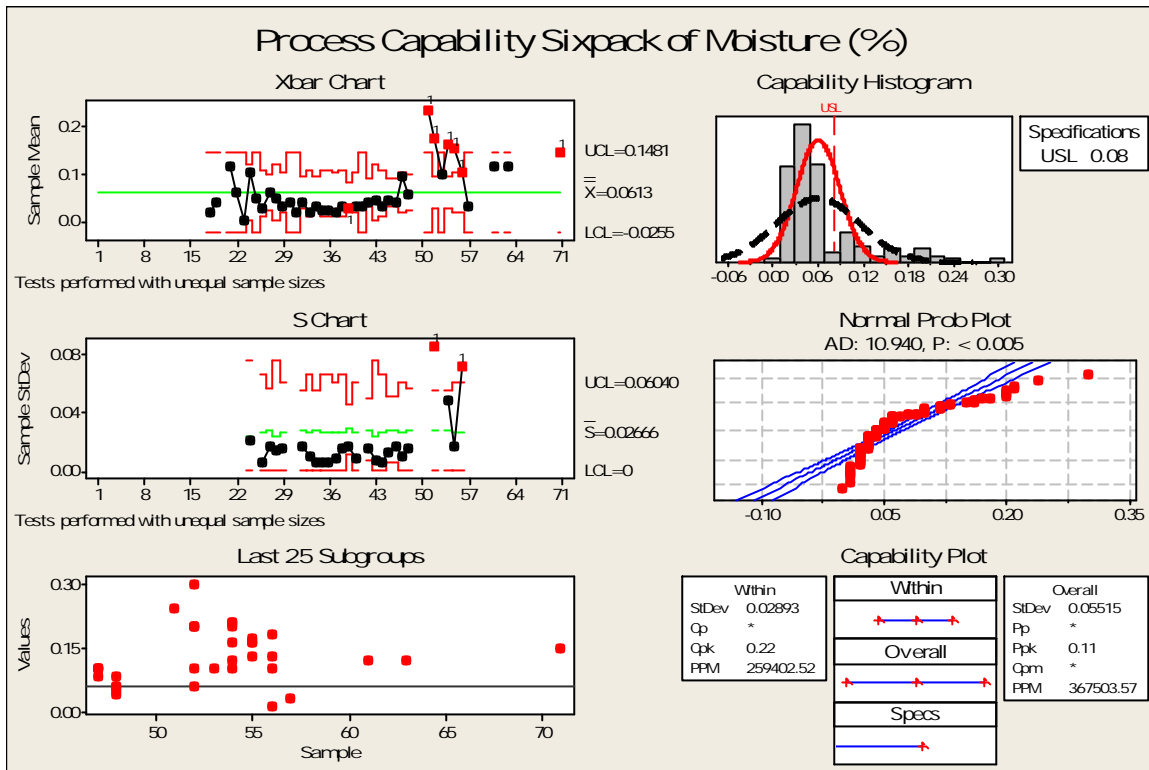 Process Capability Sixpack of Moisture (%)
Xbar Chart
Sample Mean
0.2
0.1
0.0
1
1
1
1
1
1
1
UCL=0.1481
X=0.0613
LCL=-0.0255
1 8 15 22 29 36 43 50 57 64 71
Tests performed with unequal sample sizes
Capability Histogram
USL
Specifications
USL 0.08
-0.06 0.00 0.06 0.12 0.18 0.24 0.30
S Chart
Sample StDev
0.08
0.04
0.00
1
1
UCL=0.06040
S=0.02666
LCL=0
1 8 15 22 29 36 43 50 57 64 71
Tests performed with unequal sample sizes
Normal Prob Plot
AD: 10.940, P: < 0.005
-0.10 0.05 0.20 0.35
Last 25 Subgroups
Values
0.30
0.15
0.00
50 55 60 65 70
Sample
Capability Plot
Within
StDev 0.02893
Cp *
Cpk 0.22
PPM 259402.52
Within
Overall
Specs
Overall
StDev 0.05515
Pp *
Ppk 0.11
Cpm *
PPM 367503.57